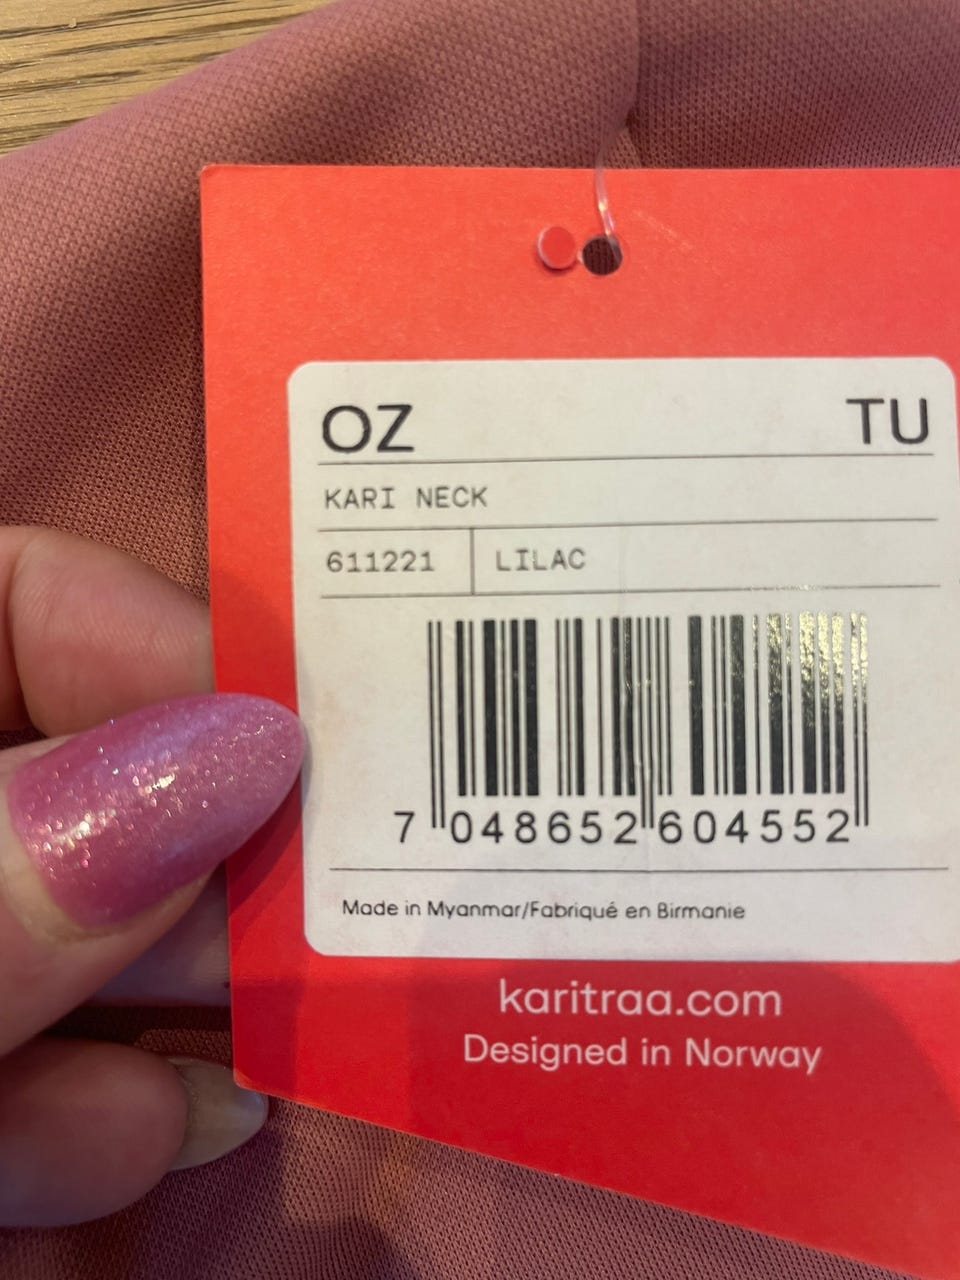 OZ TU
KARI NECK
611221 LILAC
7 048652 604552
Made in Myanmar/Fabriqué en Birmanie
karitraa.com
Designed in Norway